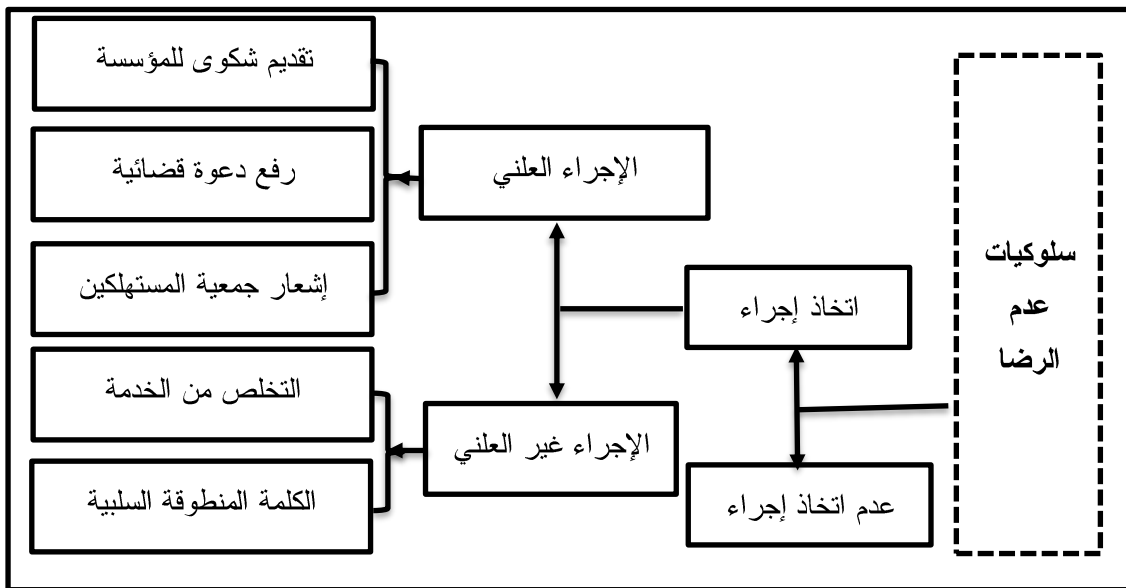 سلوكيات
عدم
الرضا
اتخاذ إجراء
عدم اتخاذ إجراء
الإجراء العلني
الإجراء غير العلني
تقديم شكوى للمؤسسة
رفع دعوة قضائية
إشعار جمعية المستهلكين
التخلص من الخدمة
الكلمة المنطوقة السلبية